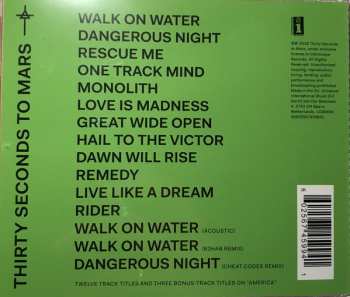 THIRTY SECONDS TO MARS
WALK ON WATER
DANGEROUS NIGHT
RESCUE ME
ONE TRACK MIND
MONOLITH
LOVE IS MADNESS
GREAT WIDE OPEN
HAIL TO THE VICTOR
DAWN WILL RISE
REMEDY
LIVE LIKE A DREAM
RIDER
WALK ON WATER (ACOUSTIC)
WALK ON WATER (R3HAB REMIX)
DANGEROUS NIGHT (CHEAT CODES REMIX)
TWELVE TRACK TITLES AND THREE BONUS TRACK TITLES ON "AMERICA"